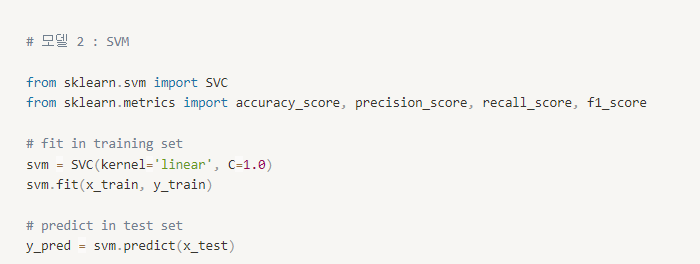 # 모델 2 : SVM
from sklearn.svm import SVC
from sklearn.metrics import accuracy_score, precision_score, recall_score, f1_score
# fit in training set
svm = SVC(kernel='linear', C=1.0)
svm.fit(x_train, y_train)
# predict in test set
y_pred = svm.predict(x_test)